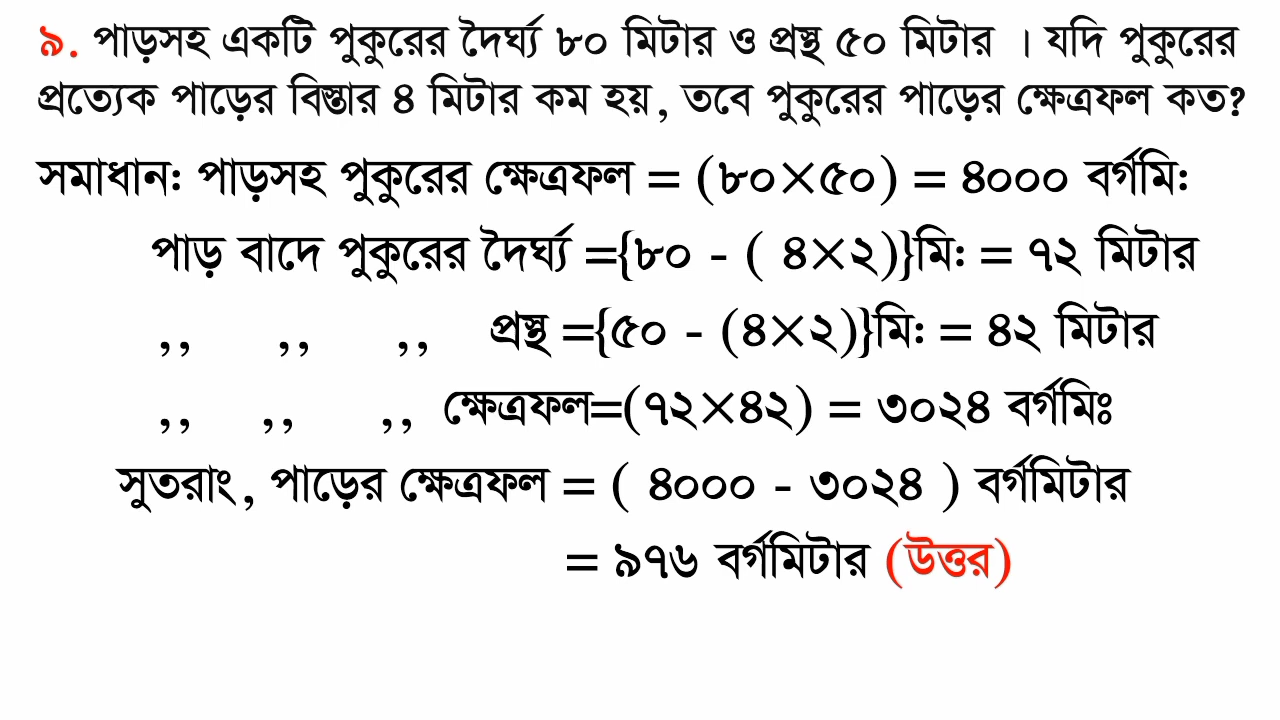 ৯. পাড়সহ একটি পুকুরের দৈর্ঘ্য ৮০ মিটার ও প্রস্থ ৫০ মিটার । যদি পুকুরের
প্রত্যেক পাড়ের বিস্তার ৪ মিটার কম হয়, তবে পুকুরের পাড়ের ক্ষেত্রফল কত?
সমাধান: পাড়সহ পুকুরের ক্ষেত্রফল = (৮০×৫০) = ৪০০০ বর্গমি:
পাড় বাদে পুকুরের দৈর্ঘ্য ={৮০ - ( ৪×২)}মি: = ৭২ মিটার
,, ,, ,, প্রস্থ ={৫০ - (৪×২)}মি: = ৪২ মিটার
,, ,, ,, ক্ষেত্রফল=(৭২×৪২) = ৩০২৪ বর্গমিঃ
সুতরাং, পাড়ের ক্ষেত্রফল = ( ৪০০০ - ৩০২৪ ) বর্গমিটার
= ৯৭৬ বর্গমিটার (উত্তর)